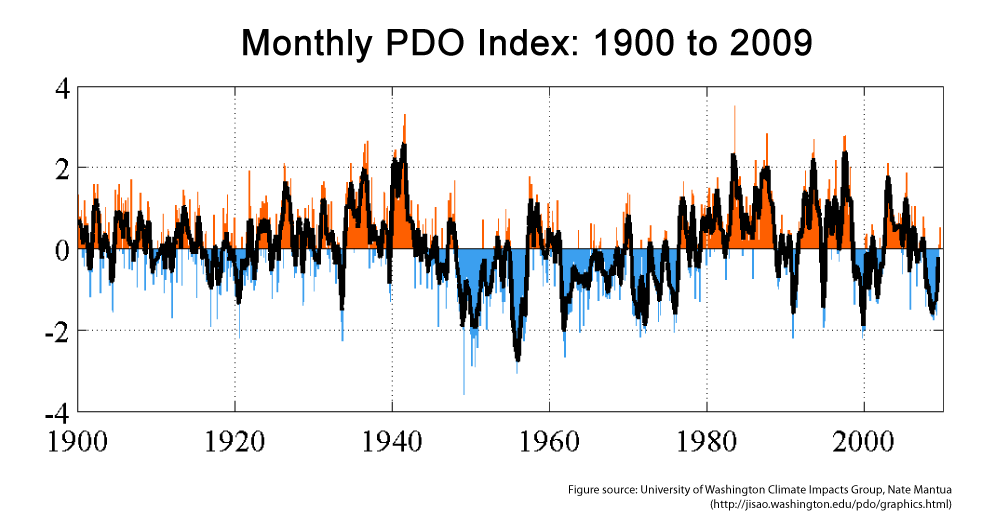 Monthly PDO Index: 1900 to 2009
4
2
0
-2
-4
1900 1920 1940 1960 1980 2000
Figure source: University of Washington Climate Impacts Group, Nate Mantua
(http://jisao.washington.edu/pdo/graphics.html)